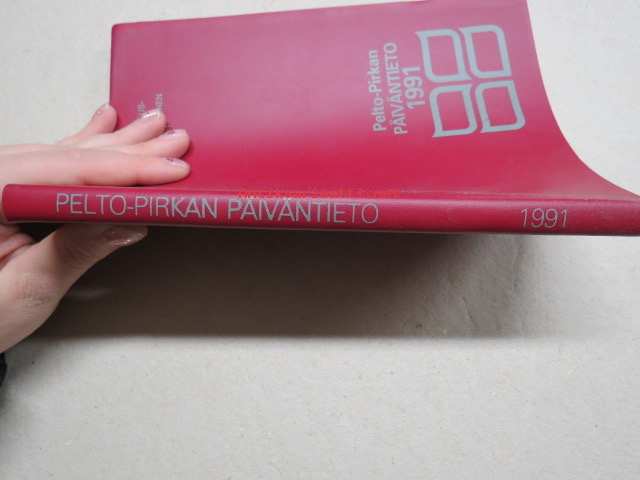 Pelto-Pirkan
PÄIVÄNTIETO
1991
PELTO-PIRKAN PÄIVÄNTIETO 1991